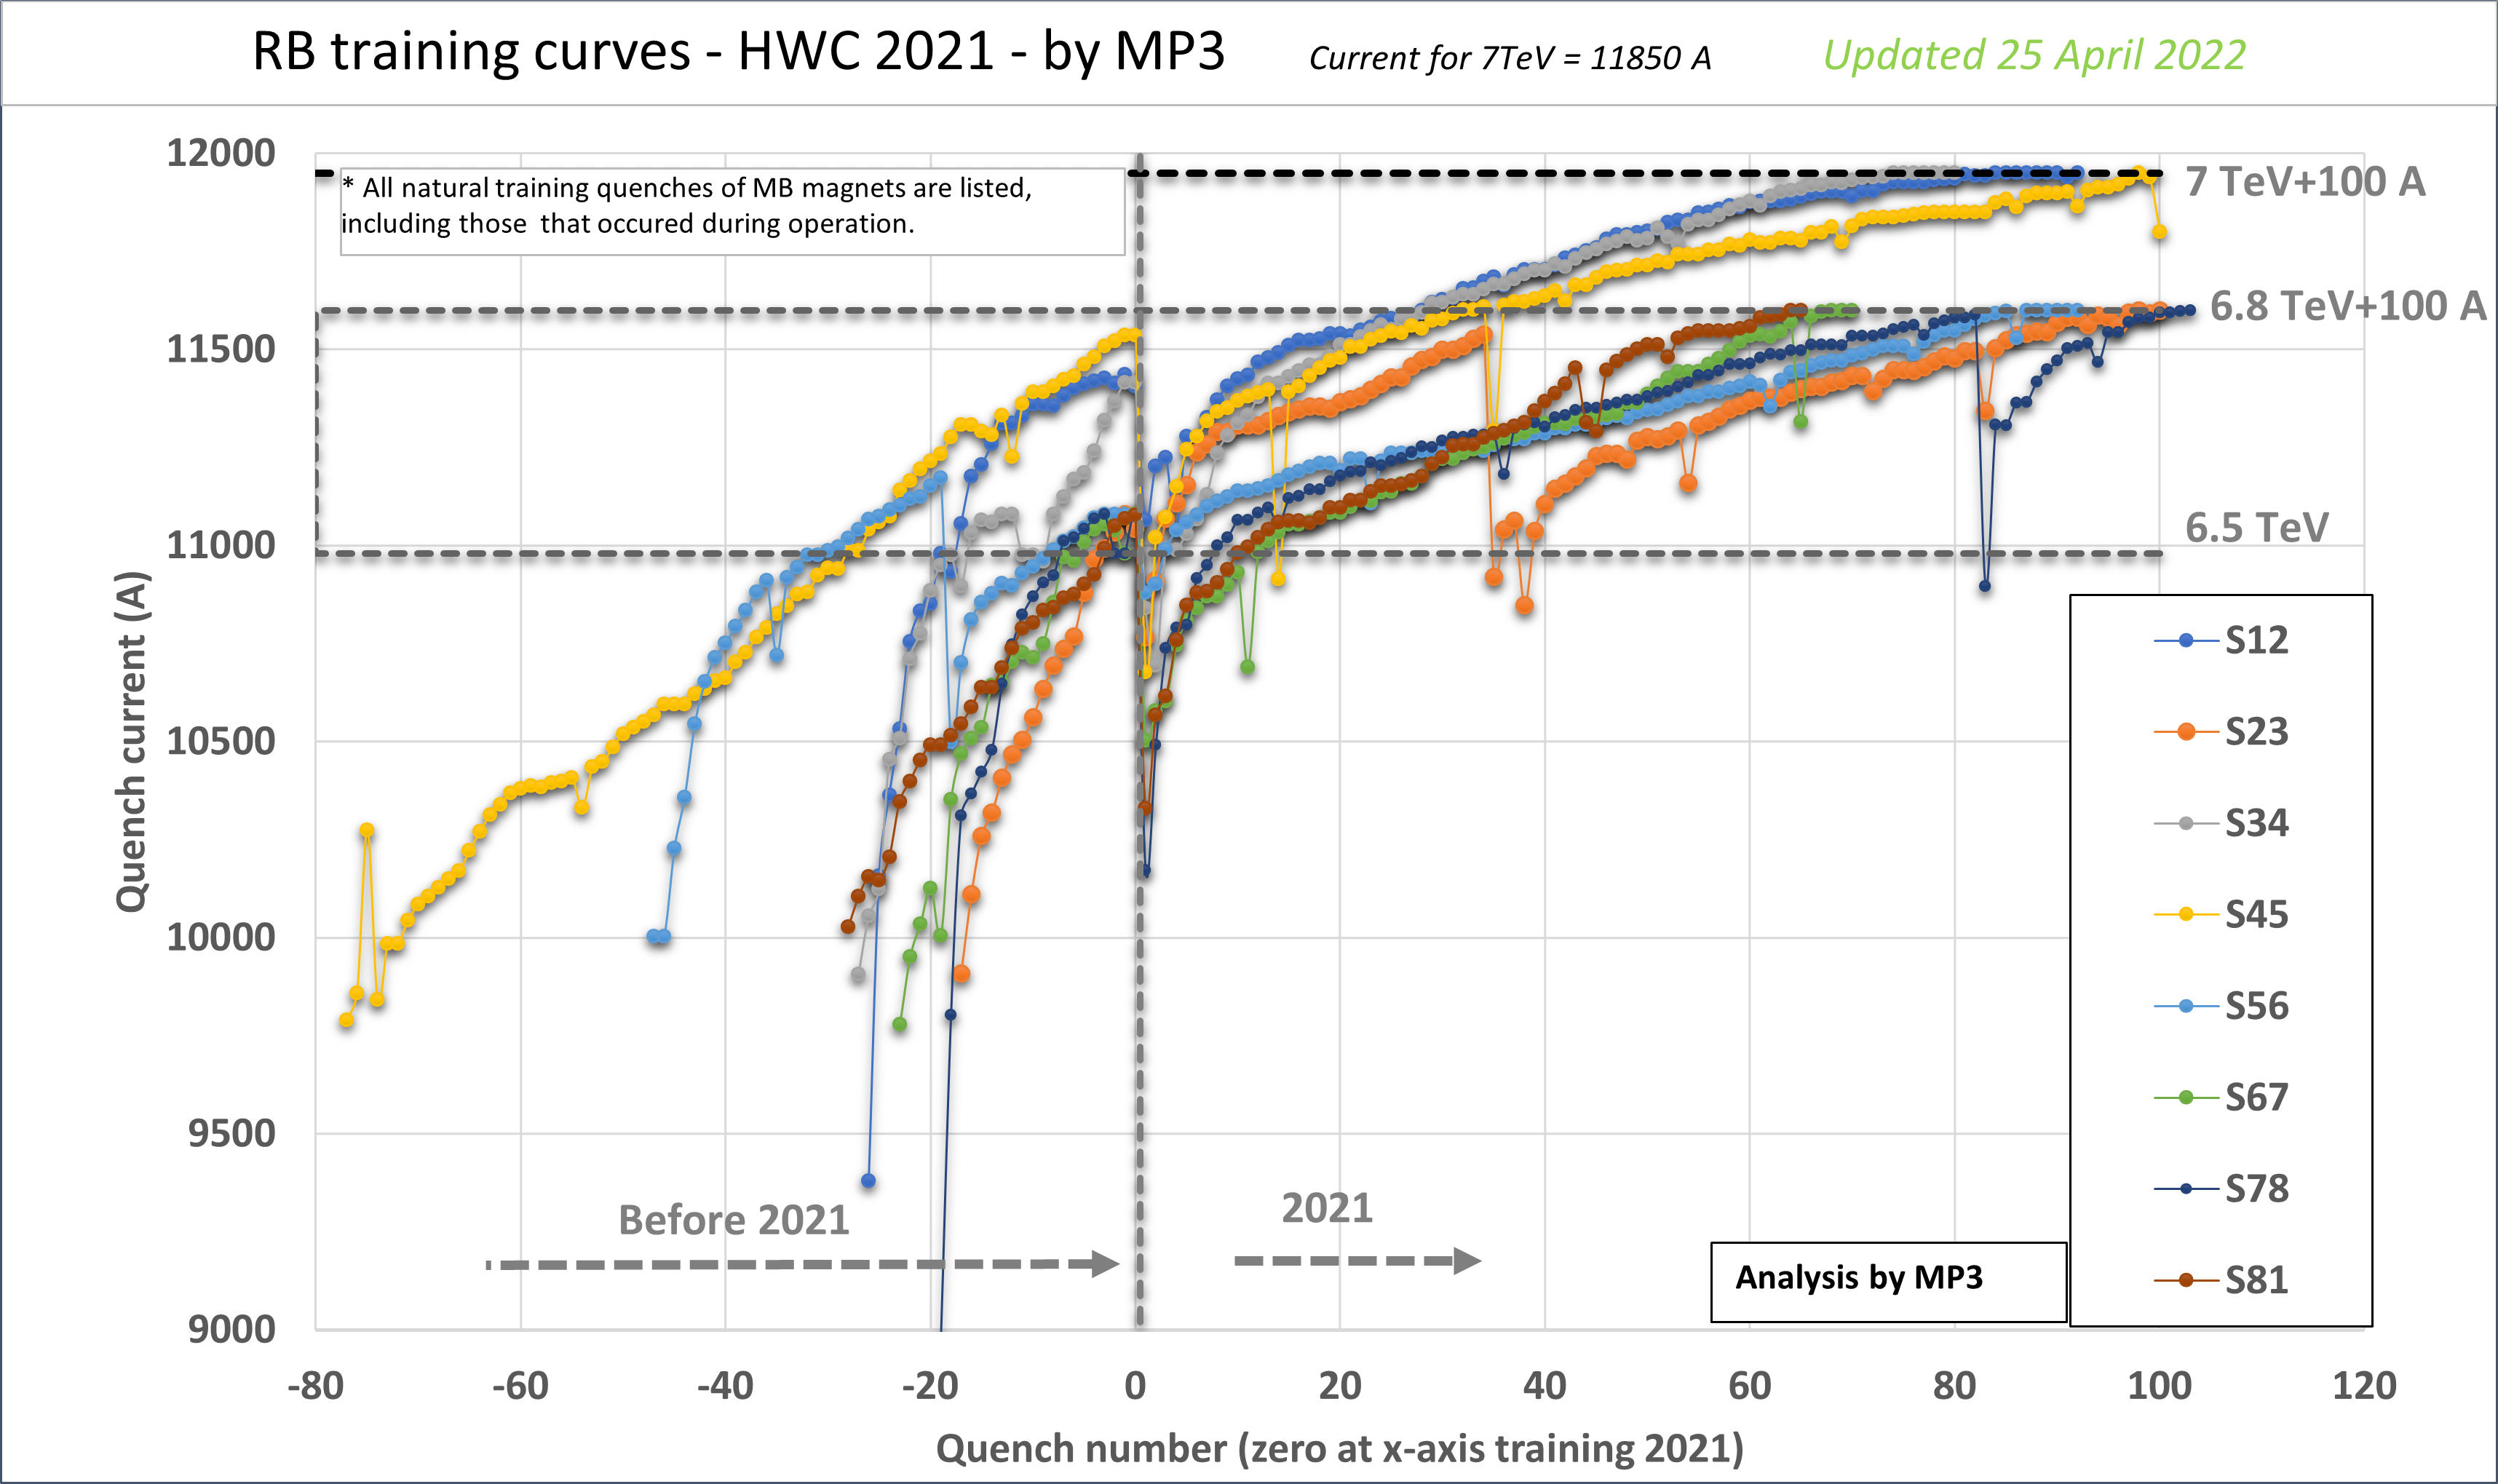 RB training curves - HWC 2021 - by MP3
Current for 7TeV = 11850 A
Updated 25 April 2022
* All natural training quenches of MB magnets are listed,
including those that occured during operation.
12000
11500
11000
10500
10000
9500
9000
Quench current (A)
7 TeV+100 A
6.8 TeV+100 A
6.5 TeV
S12
S23
S34
S45
S56
S67
S78
S81
Before 2021
2021
Analysis by MP3
-80
-60
-40
-20
0
20
40
60
80
100
120
Quench number (zero at x-axis training 2021)